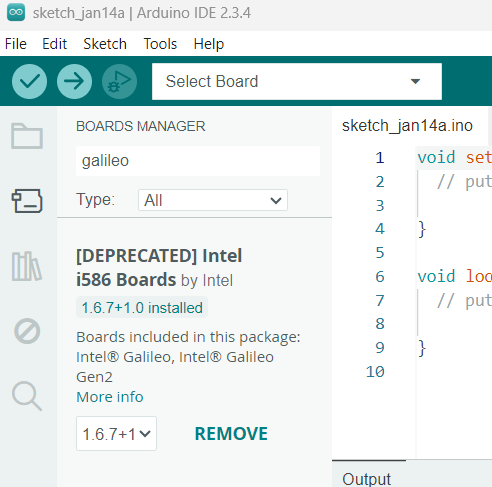 sketch_jan14a | Arduino IDE 2.3.4
File Edit Sketch Tools Help
Select Board
BOARDS MANAGER
galileo
Type: All
[DEPRECATED] Intel
i586 Boards by Intel
1.6.7+1.0 installed
Boards included in this package:
Intel® Galileo, Intel® Galileo
Gen2
More info
1.6.7+1 REMOVE
sketch_jan14a.ino
1 void set
2 // put
3
4 }
5
6 void loo
7 // put
8
9 }
10
Output